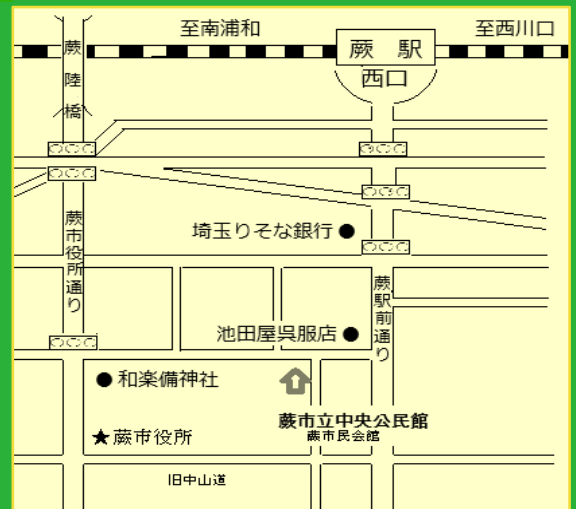 至南浦和
至西川口
蕨 駅
西口
蕨陸橋
蕨市役所通り
埼玉りそな銀行
蕨駅前通り
池田屋呉服店
和楽備神社
蕨市立中央公民館
蕨市民会館
蕨市役所
旧中山道